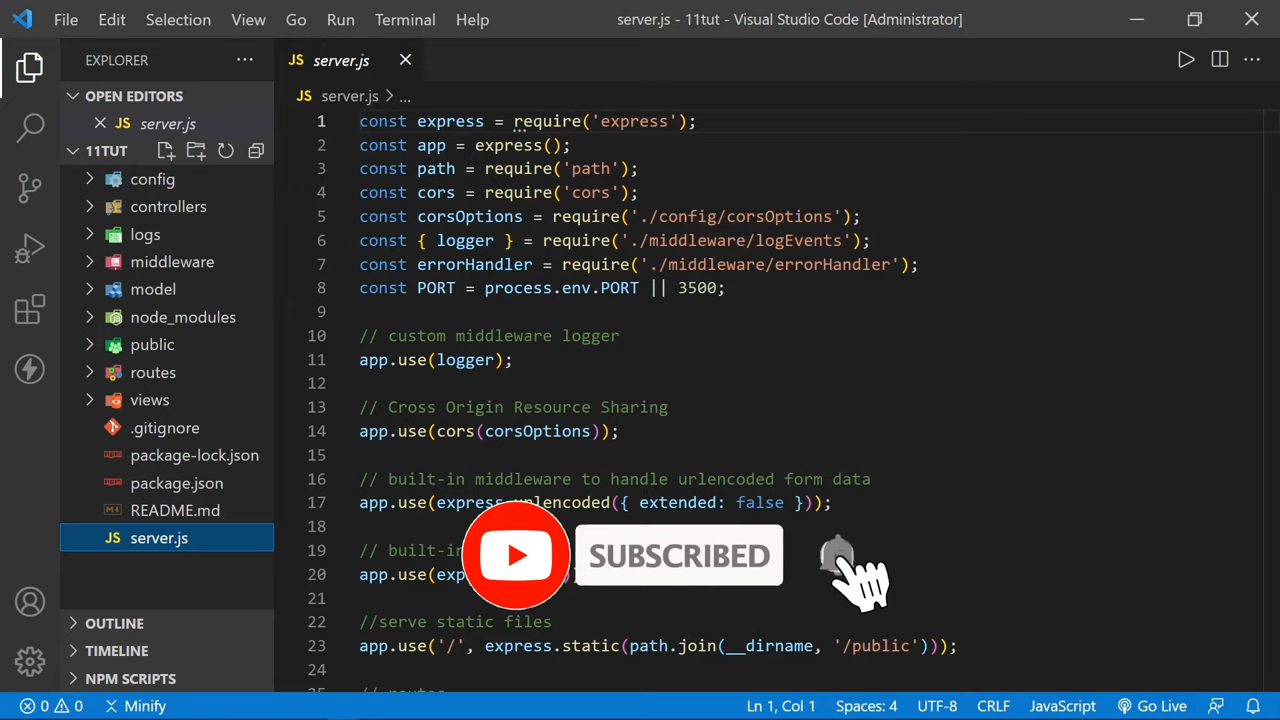 File Edit Selection View Go Run Terminal Help server.js - 11tut - Visual Studio Code [Administrator]
EXPLORER
OPEN EDITORS
JS server.js
11TUT
config
controllers
logs
middleware
model
node_modules
public
routes
views
.gitignore
package-lock.json
package.json
README.md
JS server.js
OUTLINE
TIMELINE
NPM SCRIPTS
JS server.js
JS server.js > ...
1 const express = require('express');
2 const app = express();
3 const path = require('path');
4 const cors = require('cors');
5 const corsOptions = require('./config/corsOptions');
6 const { logger } = require('./middleware/logEvents');
7 const errorHandler = require('./middleware/errorHandler');
8 const PORT = process.env.PORT || 3500;
9
10 // custom middleware logger
11 app.use(logger);
12
13 // Cross Origin Resource Sharing
14 app.use(cors(corsOptions));
15
16 // built-in middleware to handle urlencoded form data
17 app.use(express.urlencoded({ extended: false }));
18
19 // built-in
20 app.use(exp
21
22 //serve static files
23 app.use('/', express.static(path.join(__dirname, '/public')));
24
SUBSCRIBED
0 0 Minify Ln 1, Col 1 Spaces: 4 UTF-8 CRLF JavaScript Go Live